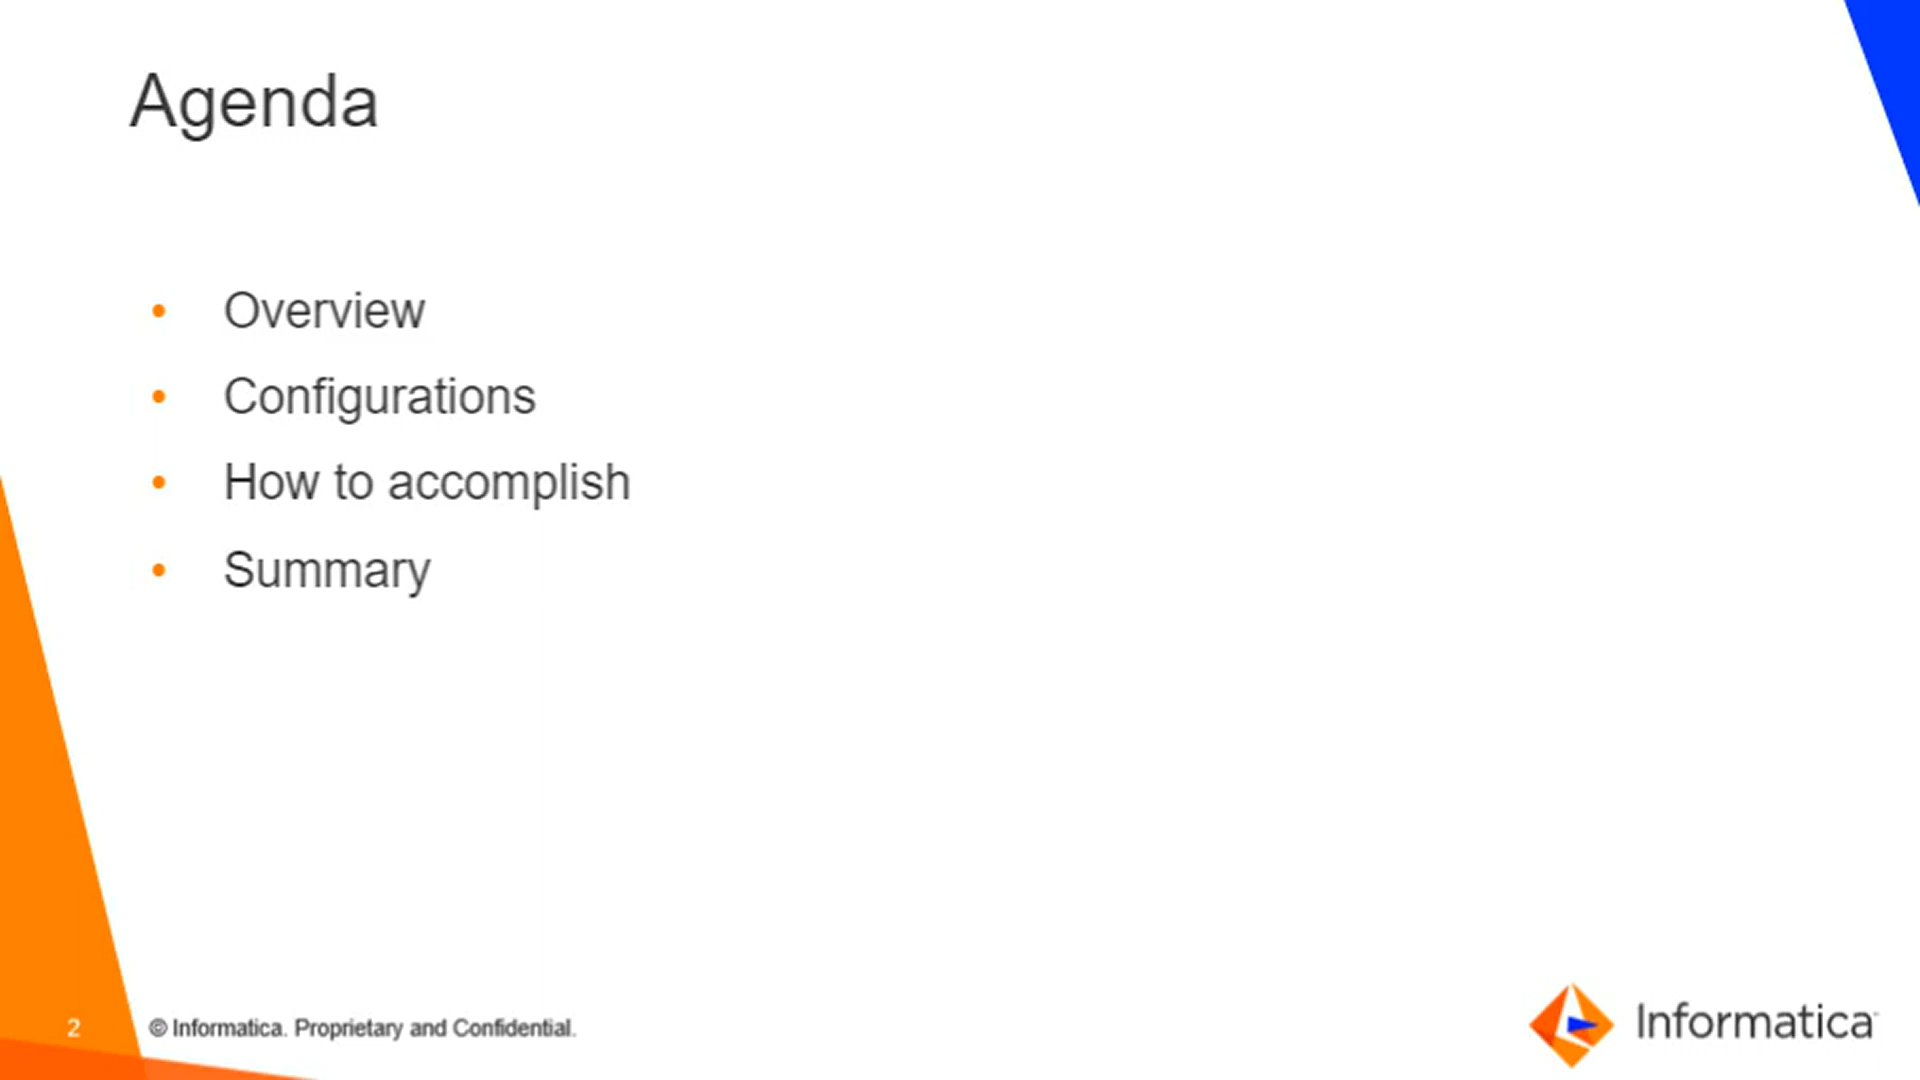 Agenda
• Overview
• Configurations
• How to accomplish
• Summary
2 © Informatica. Proprietary and Confidential.
Informatica